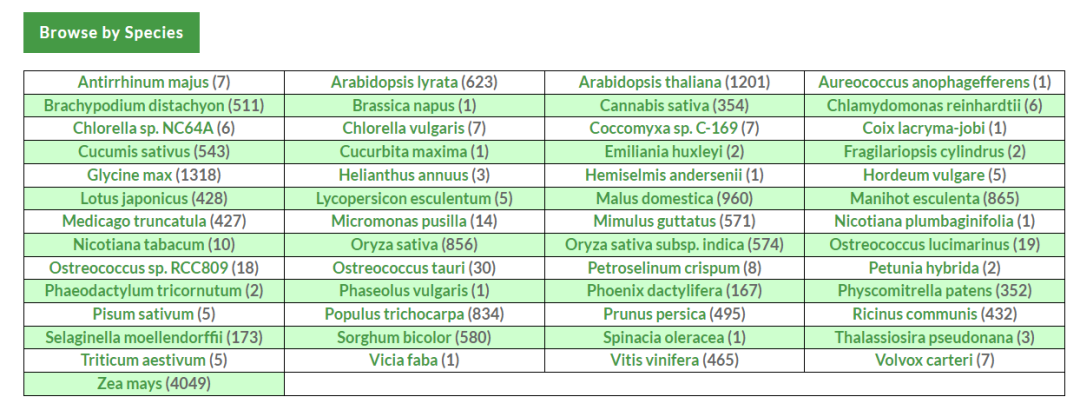 Browse by Species
Antirrhinum majus (7) Arabidopsis lyrata (623) Arabidopsis thaliana (1201) Aureococcus anophagefferens (1)
Brachypodium distachyon (511) Brassica napus (1) Cannabis sativa (354) Chlamydomonas reinhardtii (6)
Chlorella sp. NC64A (6) Chlorella vulgaris (7) Coccomyxa sp. C-169 (7) Coix lacryma-jobi (1)
Cucumis sativus (543) Cucurbita maxima (1) Emiliania huxleyi (2) Fragilariopsis cylindrus (2)
Glycine max (1318) Helianthus annuus (3) Hemiselmis andersenii (1) Hordeum vulgare (5)
Lotus japonicus (428) Lycopersicon esculentum (5) Malus domestica (960) Manihot esculenta (865)
Medicago truncatula (427) Micromonas pusilla (14) Mimulus guttatus (571) Nicotiana plumbaginifolia (1)
Nicotiana tabacum (10) Oryza sativa (856) Oryza sativa subsp. indica (574) Ostreococcus lucimarinus (19)
Ostreococcus sp. RCC809 (18) Ostreococcus tauri (30) Petroselinum crispum (8) Petunia hybrida (2)
Phaeodactylum tricornutum (2) Phaseolus vulgaris (1) Phoenix dactylifera (167) Physcomitrella patens (352)
Pisum sativum (5) Populus trichocarpa (834) Prunus persica (495) Ricinus communis (432)
Selaginella moellendorffii (173) Sorghum bicolor (580) Spinacia oleracea (1) Thalassiosira pseudonana (3)
Triticum aestivum (5) Vicia faba (1) Vitis vinifera (465) Volvox carteri (7)
Zea mays (4049)